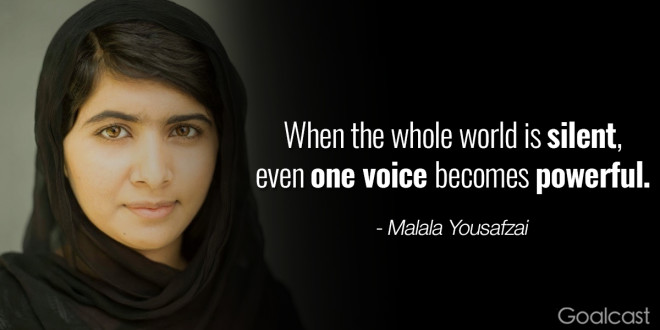 When the whole world is silent,
even one voice becomes powerful.
- Malala Yousafzai
Goalcast